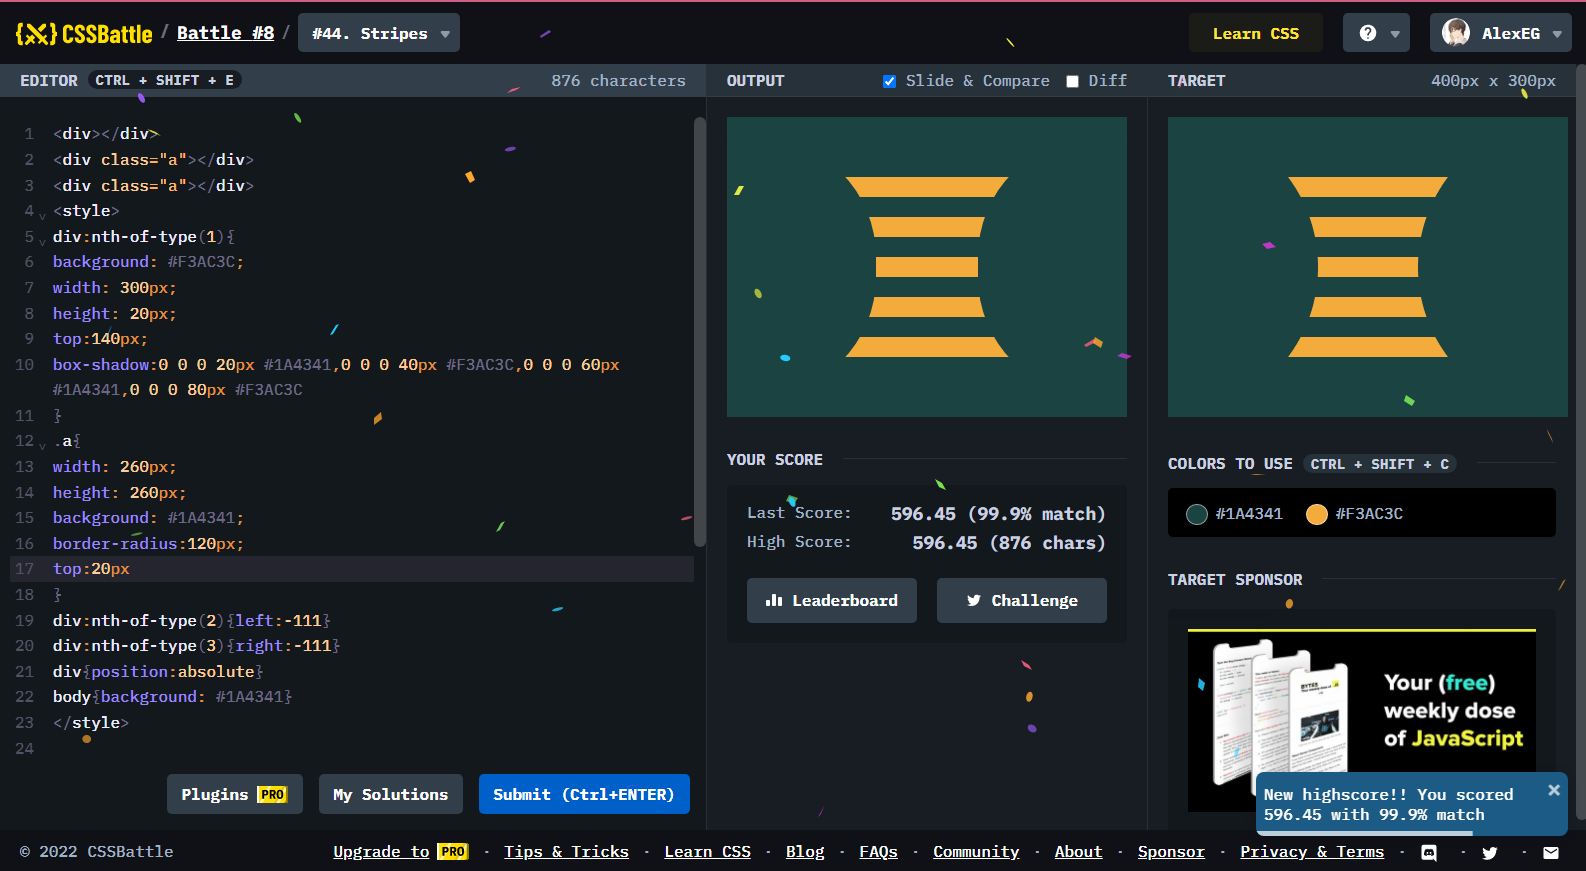 CSSBattle / Battle #8 / #44. Stripes
Learn CSS
AlexEG
EDITOR CTRL + SHIFT + E 876 characters
1 <div></div>
2 <div class="a"></div>
3 <div class="a"></div>
4 <style>
5 div:nth-of-type(1){
6 background: #F3AC3C;
7 width: 300px;
8 height: 20px;
9 top:140px;
10 box-shadow:0 0 0 20px #1A4341,0 0 0 40px #F3AC3C,0 0 0 60px
#1A4341,0 0 0 80px #F3AC3C
11 }
12 .a{
13 width: 260px;
14 height: 260px;
15 background: #1A4341;
16 border-radius:120px;
17 top:20px
18 }
19 div:nth-of-type(2){left:-111}
20 div:nth-of-type(3){right:-111}
21 div{position:absolute}
22 body{background: #1A4341}
23 </style>
24
Plugins PRO
My Solutions
Submit (Ctrl+ENTER)
OUTPUT Slide & Compare Diff
YOUR SCORE
Last Score: 596.45 (99.9% match)
High Score: 596.45 (876 chars)
Leaderboard
Challenge
TARGET 400px x 300px
COLORS TO USE CTRL + SHIFT + C
#1A4341 #F3AC3C
TARGET SPONSOR
BYTES
Your (free)
weekly dose
of JavaScript
New highscore!! You scored
596.45 with 99.9% match
© 2022 CSSBattle
Upgrade to PRO · Tips & Tricks · Learn CSS · Blog · FAQs · Community · About · Sponsor · Privacy & Terms · · ·